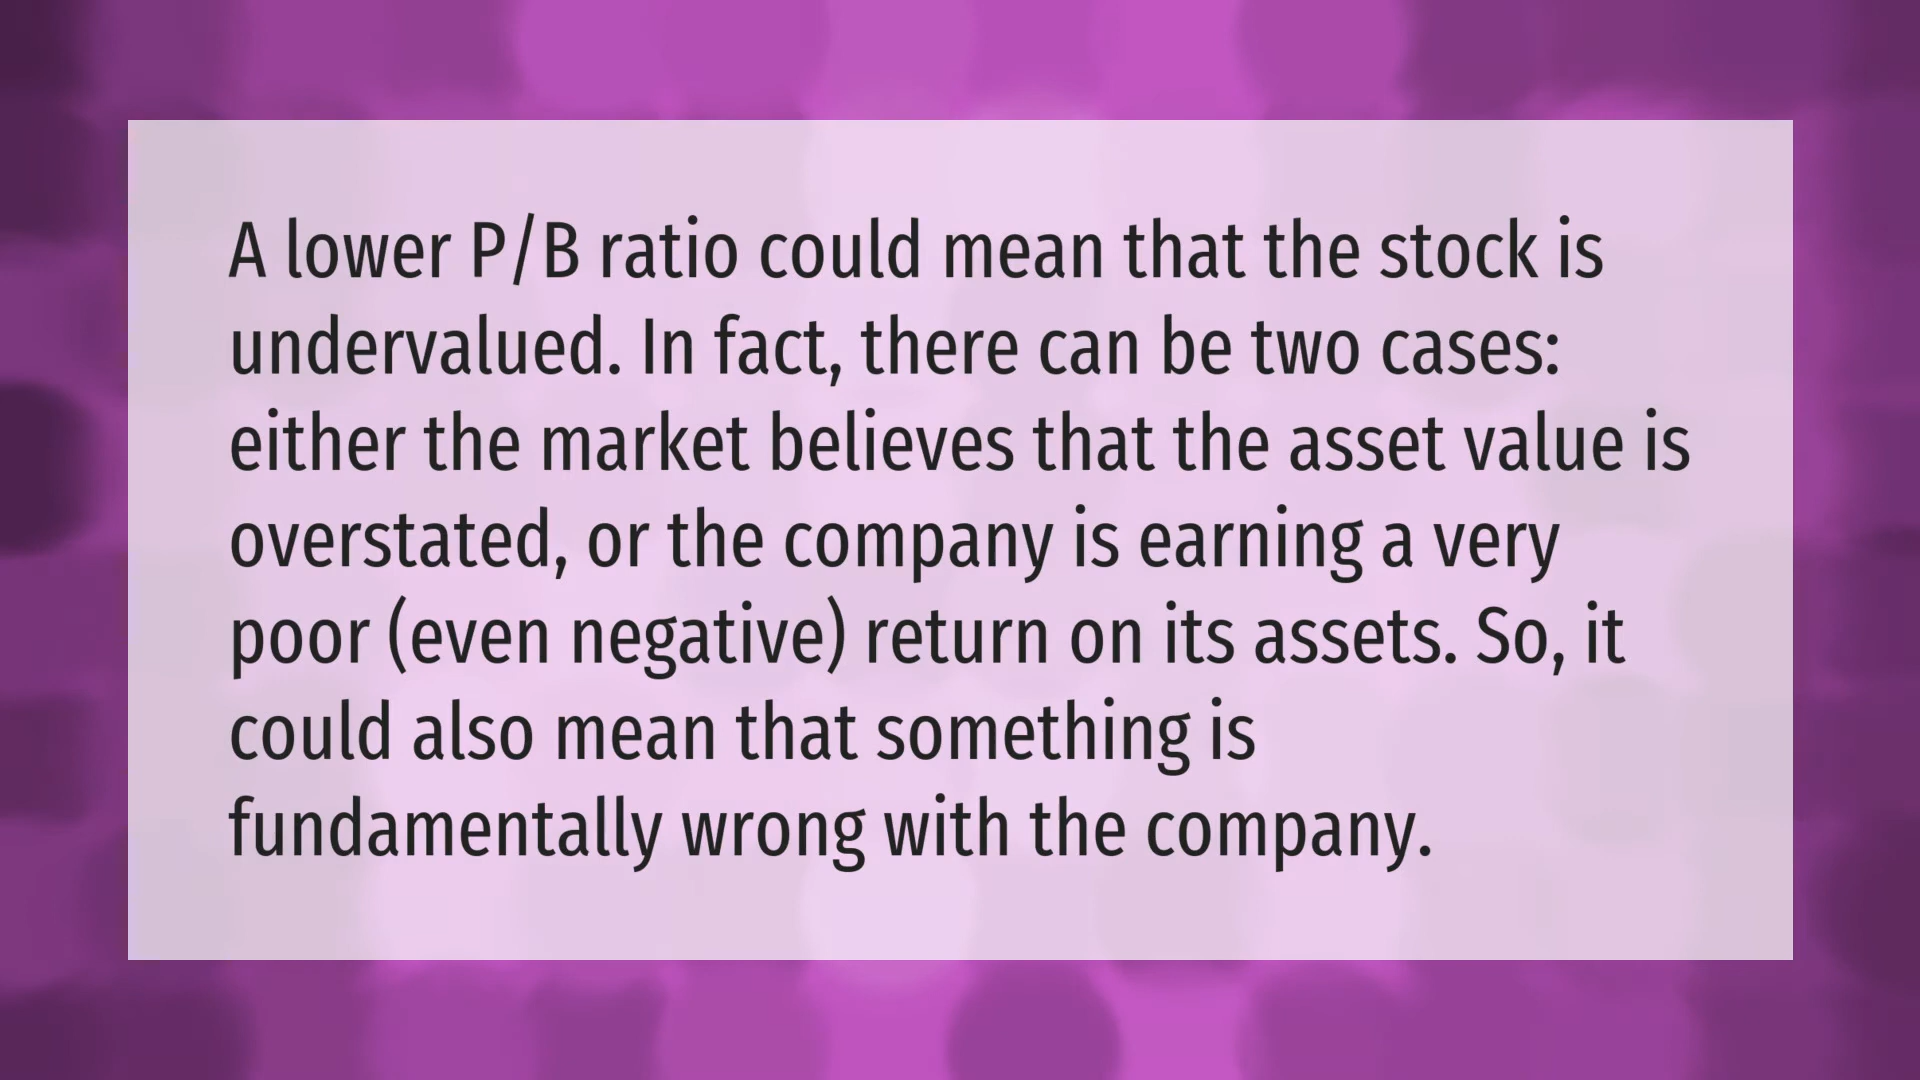 A lower P/B ratio could mean that the stock is
undervalued. In fact, there can be two cases:
either the market believes that the asset value is
overstated, or the company is earning a very
poor (even negative) return on its assets. So, it
could also mean that something is
fundamentally wrong with the company.